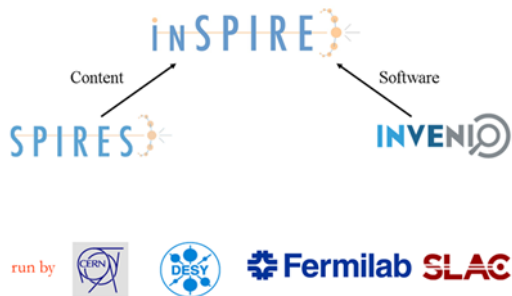 inSPIRE
Content
Software
SPIRES
INVENIO
run by
CERN
DESY
Fermilab
SLAC